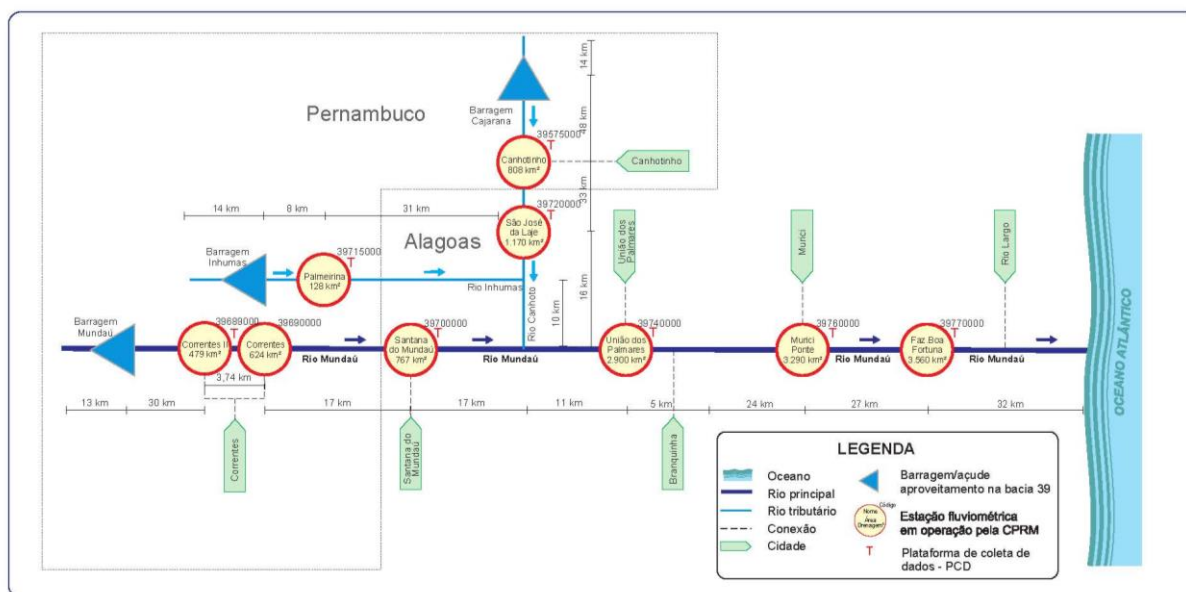 Pernambuco
Barragem
Cajarana
14 km
48 km
39575000
T
Canhotinho
808 km²
Canhotinho
33 km
14 km
8 km
31 km
39720000
T
São José
da Laje
1.170 km²
Alagoas
Barragem
Inhumas
39715000
T
Palmeirina
128 km²
Rio Inhumas
Rio Canhoto
10 km
16 km
União dos
Palmares
Murici
Rio Largo
Barragem
Mundaú
39689000
T
Correntes II
479 km²
39690000
Correntes
624 km²
Rio Mundaú
39700000
T
Santana
do Mundaú
767 km²
Rio Mundaú
39740000
T
União dos
Palmares
2.900 km²
39760000
T
Murici
Ponte
3.290 km²
Rio Mundaú
39770000
T
Faz.Boa
Fortuna
3.560 km²
Rio Mundaú
OCEANO ATLÂNTICO
3,74 km
13 km
30 km
17 km
17 km
11 km
5 km
24 km
27 km
32 km
Correntes
Santana do
Mundaú
Branquinha
LEGENDA
Oceano
Rio principal
Rio tributário
Conexão
Cidade
Barragem/açude
aproveitamento na bacia 39
Código
Nome
Área
Drenagem
Estação fluviométrica
em operação pela CPRM
T
Plataforma de coleta de
dados - PCD